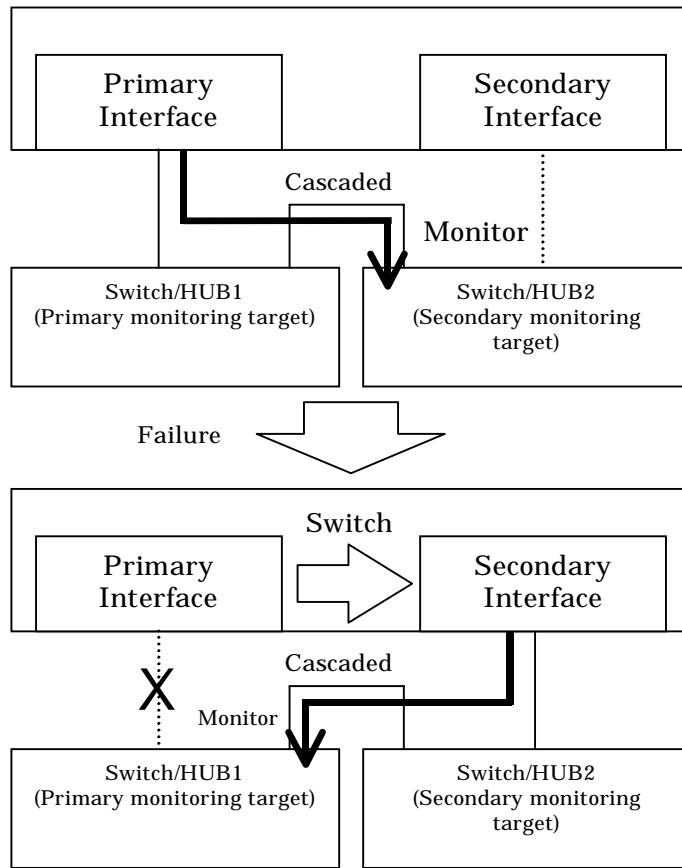 Primary
Interface
Secondary
Interface
Cascaded
Monitor
Switch/HUB1
(Primary monitoring target)
Switch/HUB2
(Secondary monitoring
target)
Failure
Switch
Primary
Interface
Secondary
Interface
Cascaded
X
Monitor
Switch/HUB1
(Primary monitoring target)
Switch/HUB2
(Secondary monitoring
target)